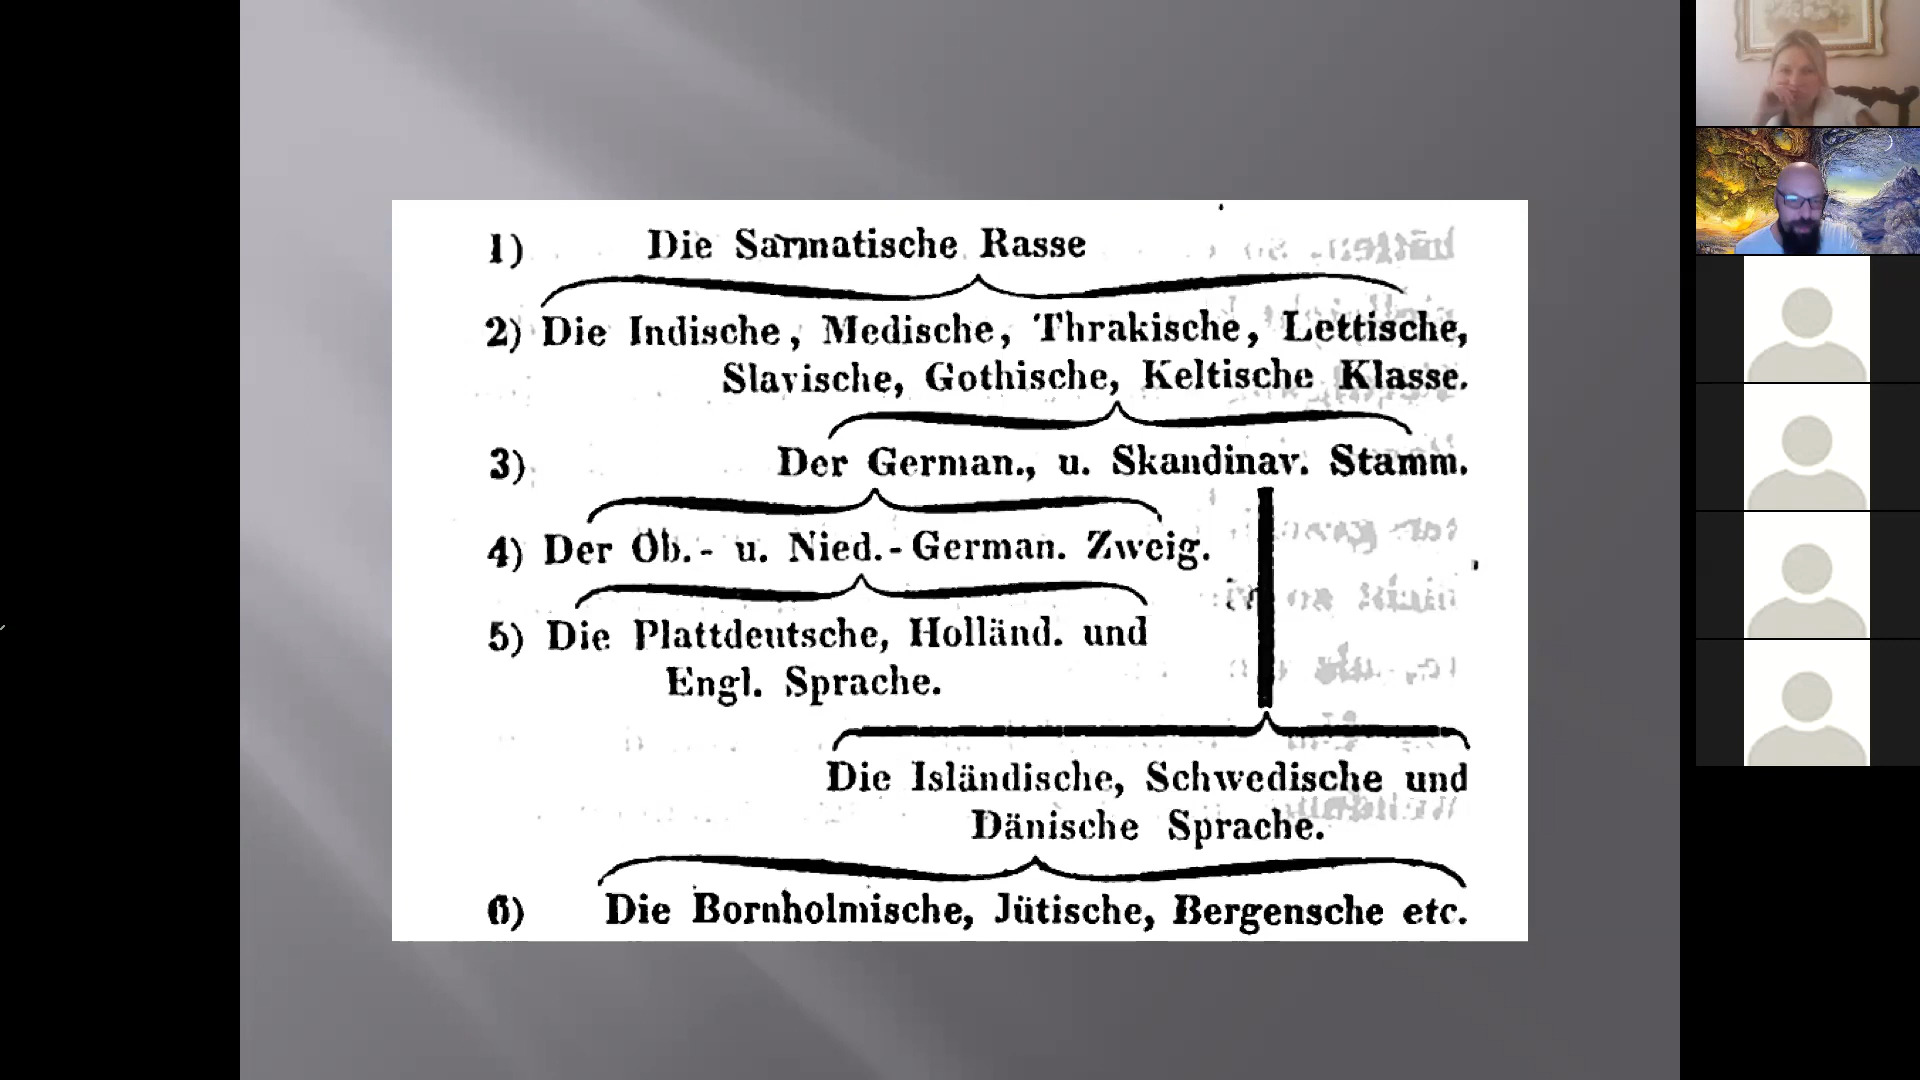 1) Die Sarmatische Rasse
2) Die Indische, Medische, Thrakische, Lettische,
Slavische, Gothische, Keltische Klasse.
3) Der German., u. Skandinav. Stamm.
4) Der Ob.- u. Nied.-German. Zweig.
5) Die Plattdeutsche, Holländ. und
Engl. Sprache.
Die Isländische, Schwedische und
Dänische Sprache.
6) Die Bornholmische, Jütische, Bergensche etc.